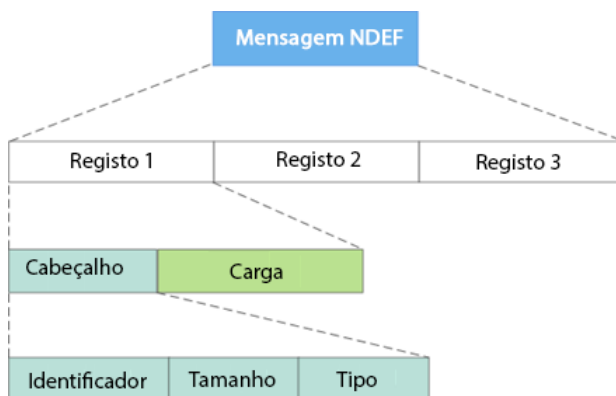 Mensagem NDEF
Registo 1 Registo 2 Registo 3
Cabeçalho Carga
Identificador Tamanho Tipo